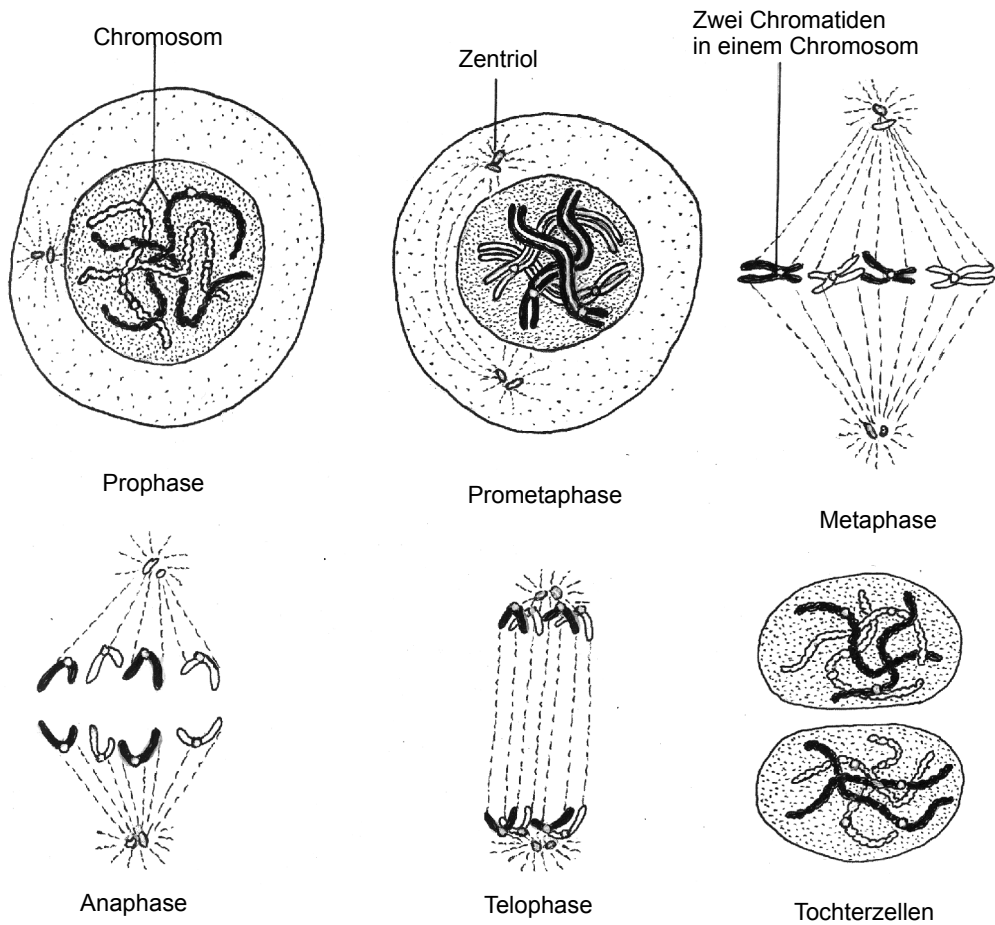 Chromosom
Zentriol
Zwei Chromatiden
in einem Chromosom
Prophase
Prometaphase
Metaphase
Anaphase
Telophase
Tochterzellen